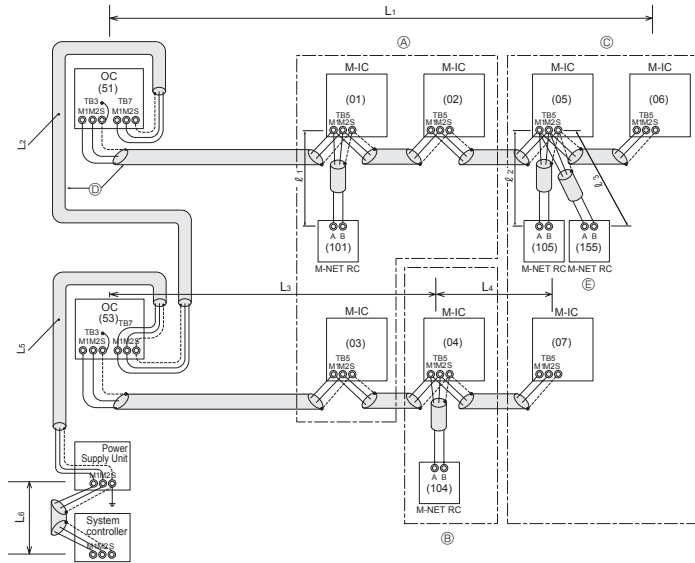 L1
A
C
OC
(51)
TB3 TB7
M1M2S M1M2S
M-IC
(01)
TB5
M1M2S
M-IC
(02)
TB5
M1M2S
M-IC
(05)
TB5
M1M2S
M-IC
(06)
TB5
M1M2S
L2
D
ℓ1
ℓ2
ℓ3
A B
(101)
M-NET RC
A B
(105)
M-NET RC
A B
(155)
M-NET RC
E
L3
L4
OC
(53)
TB3 TB7
M1M2S M1M2S
M-IC
(03)
TB5
M1M2S
M-IC
(04)
TB5
M1M2S
M-IC
(07)
TB5
M1M2S
L5
Power
Supply Unit
M1M2S
A B
(104)
M-NET RC
B
L6
System
controller
M1M2S